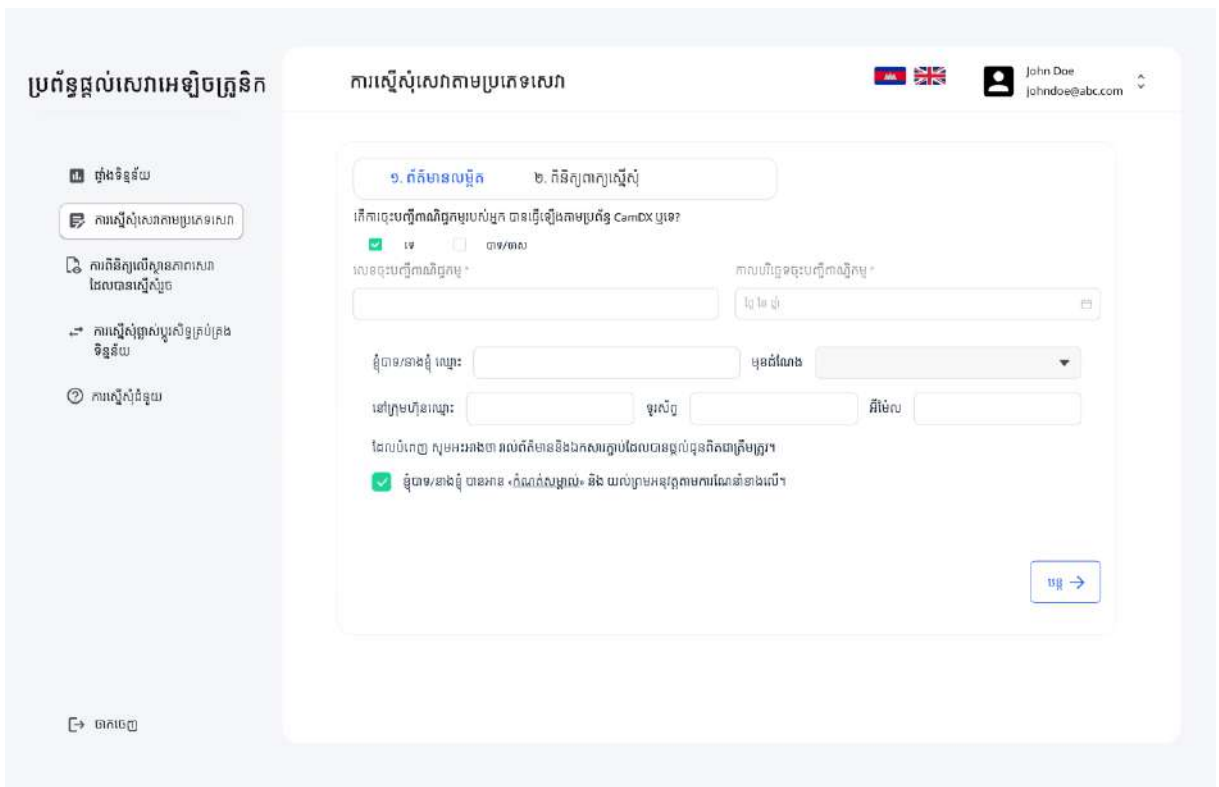 ប្រព័ន្ធផ្តល់សេវាអេឡិចត្រូនិក
ការស្នើសុំសេវាតាមប្រភេទសេវា
John Doe
johndoe@abc.com
ផ្ទាំងទិន្នន័យ
ការស្នើសុំសេវាតាមប្រភេទសេវា
ការពិនិត្យលើស្ថានភាពសេវា
ដែលបានស្នើសុំរួច
ការស្នើសុំផ្លាស់ប្តូរសិទ្ធគ្រប់គ្រង
ទិន្នន័យ
ការស្នើសុំជំនួយ
ចាកចេញ
១. ព័ត៌មានលម្អិត
២. ពិនិត្យពាក្យស្នើសុំ
តើការចុះបញ្ជីពាណិជ្ជកម្មរបស់អ្នក បានធ្វើឡើងតាមប្រព័ន្ធ CamDX ឬទេ?
ទេ
បាទ/ចាស
លេខចុះបញ្ជីពាណិជ្ជកម្ម *
កាលបរិច្ឆេទចុះបញ្ជីពាណិជ្ជកម្ម *
ថ្ងៃ ខែ ឆ្នាំ
ខ្ញុំបាទ/នាងខ្ញុំ ឈ្មោះ
មុខតំណែង
នៅក្រុមហ៊ុនឈ្មោះ
ទូរស័ព្ទ
អ៊ីម៉ែល
ដែលបំពេញ សូមអះអាងថា រាល់ព័ត៌មាននិងឯកសារភ្ជាប់ដែលបានផ្តល់ជូនពិតជាត្រឹមត្រូវ។
ខ្ញុំបាទ/នាងខ្ញុំ បានអាន «កំណត់សម្គាល់» និង យល់ព្រមអនុវត្តតាមការណែនាំខាងលើ។
បន្ត